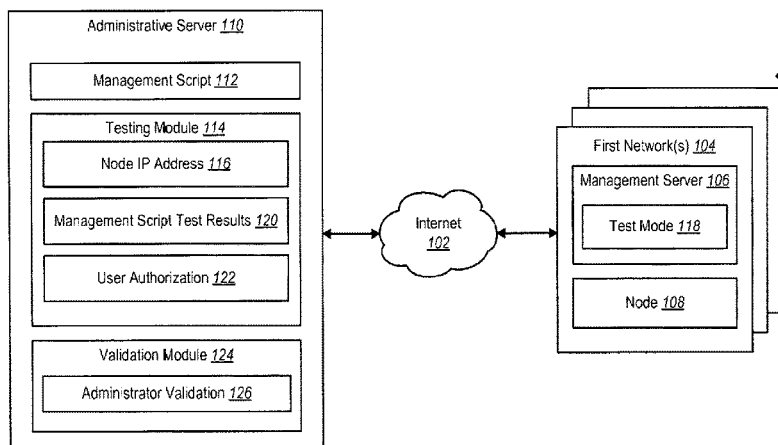 Administrative Server 110
Management Script 112
Testing Module 114
Node IP Address 116
Management Script Test Results 120
User Authorization 122
Validation Module 124
Administrator Validation 126
Internet
102
First Network(s) 104
Management Server 106
Test Mode 118
Node 108